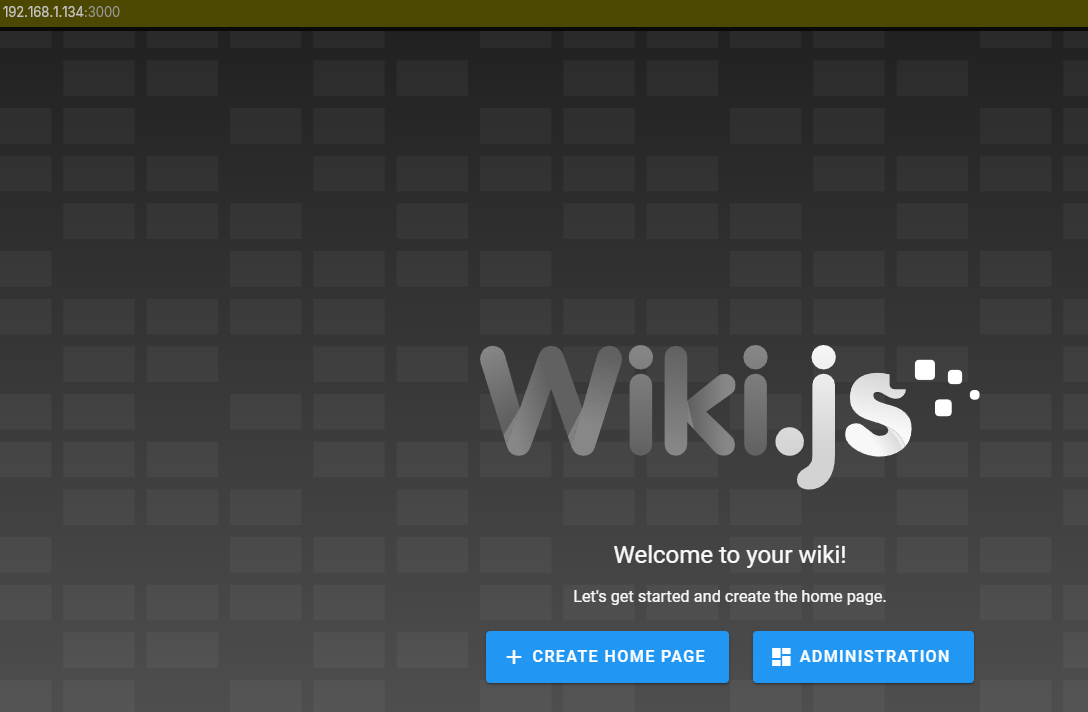 192.168.1.134:3000
Wiki.js
Welcome to your wiki!
Let's get started and create the home page.
CREATE HOME PAGE
ADMINISTRATION